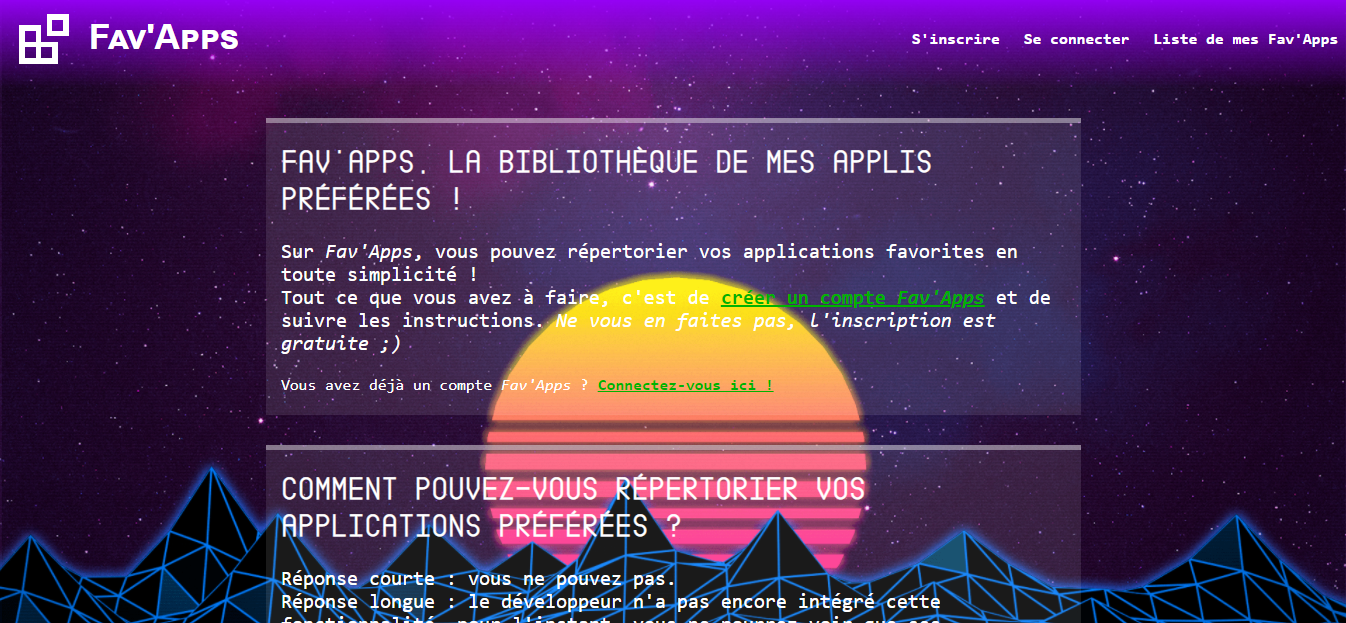 Fav'Apps
S'inscrire Se connecter Liste de mes Fav'Apps
FAV'APPS, LA BIBLIOTHÈQUE DE MES APPLIS
PRÉFÉRÉES !
Sur Fav'Apps, vous pouvez répertorier vos applications favorites en
toute simplicité !
Tout ce que vous avez à faire, c'est de créer un compte Fav'Apps et de
suivre les instructions. Ne vous en faites pas, l'inscription est
gratuite ;)
Vous avez déjà un compte Fav'Apps ? Connectez-vous ici !
COMMENT POUVEZ-VOUS RÉPERTORIER VOS
APPLICATIONS PRÉFÉRÉES ?
Réponse courte : vous ne pouvez pas.
Réponse longue : le développeur n'a pas encore intégré cette